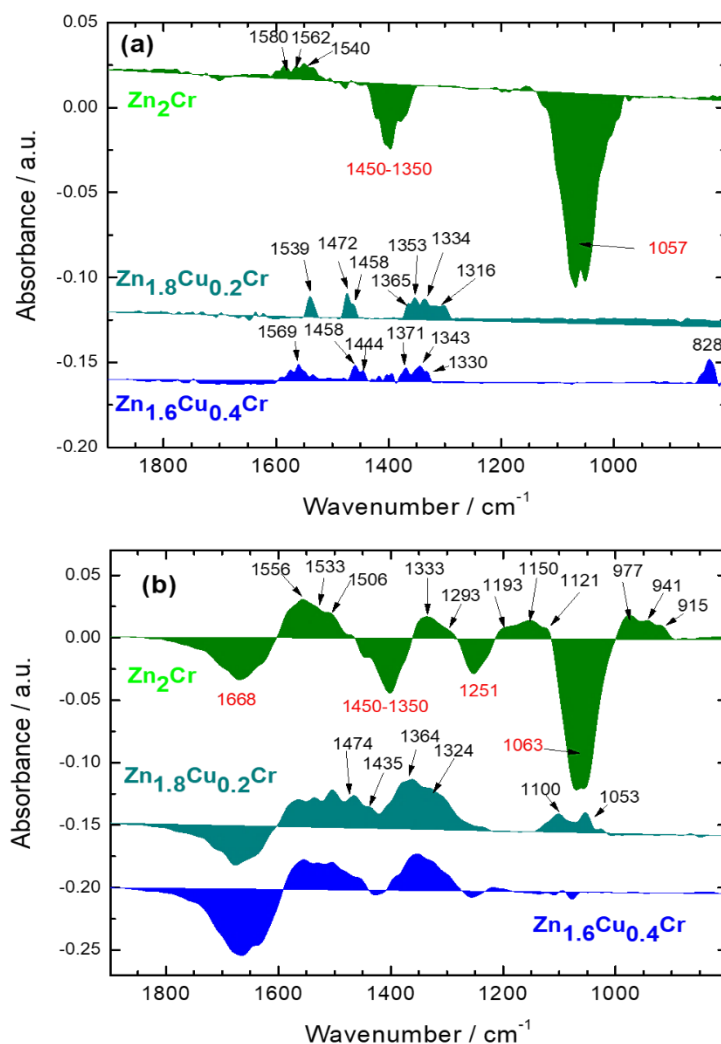 (a)
0.05
0.00
-0.05
-0.10
-0.15
-0.20
Absorbance / a.u.
1580 1562 1540
Zn2Cr
1450-1350
1057
Zn1.8Cu0.2Cr
1539 1472 1458 1365 1353 1334 1316
Zn1.6Cu0.4Cr
1569 1458 1444 1371 1343 1330 828
1800 1600 1400 1200 1000
Wavenumber / cm-1
(b)
0.05
0.00
-0.05
-0.10
-0.15
-0.20
-0.25
Absorbance / a.u.
1556 1533 1506 1333 1293 1193 1150 1121 977 941 915
Zn2Cr
1668 1450-1350 1251 1063
Zn1.8Cu0.2Cr
1474 1435 1364 1324 1100 1053
Zn1.6Cu0.4Cr
1800 1600 1400 1200 1000
Wavenumber / cm-1